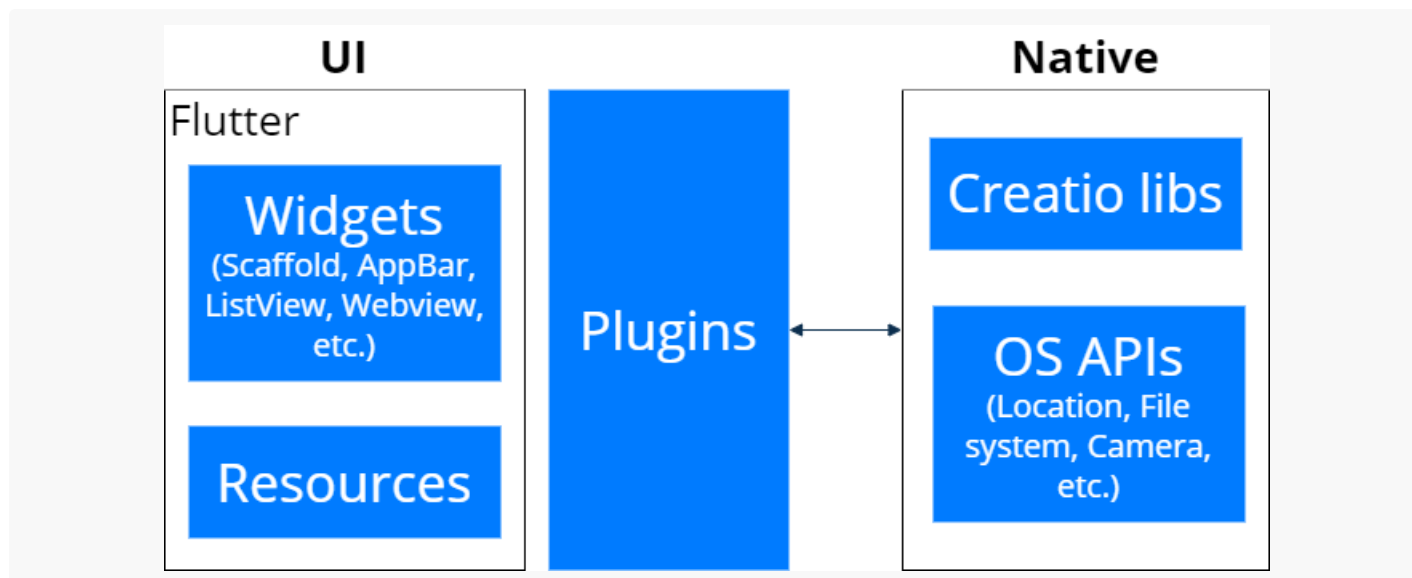 UI
Flutter
Widgets
(Scaffold, AppBar,
ListView, Webview,
etc.)
Resources
Plugins
Native
Creatio libs
OS APIs
(Location, File
system, Camera,
etc.)